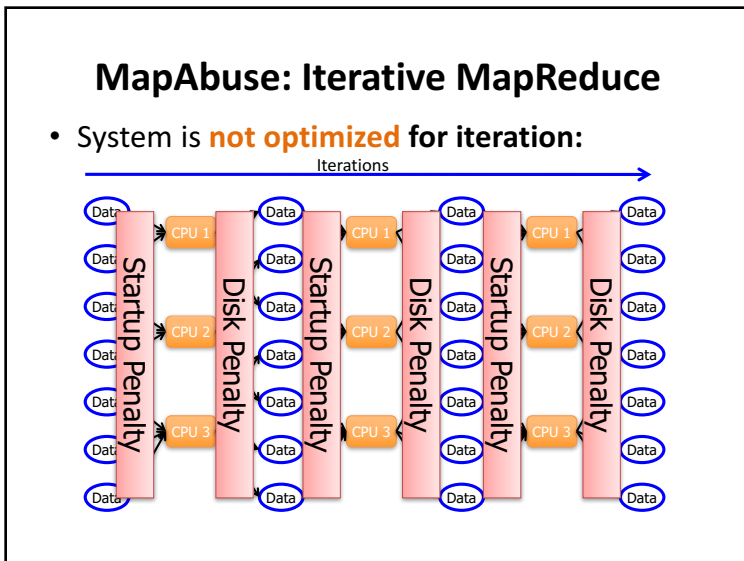 MapAbuse: Iterative MapReduce
• System is not optimized for iteration:
Iterations
Data
Data
Data
Data
Data
Data
Data
Startup Penalty
CPU 1
CPU 2
CPU 3
Disk Penalty
Data
Data
Data
Data
Data
Data
Data
Startup Penalty
CPU 1
CPU 2
CPU 3
Disk Penalty
Data
Data
Data
Data
Data
Data
Data
Startup Penalty
CPU 1
CPU 2
CPU 3
Disk Penalty
Data
Data
Data
Data
Data
Data
Data